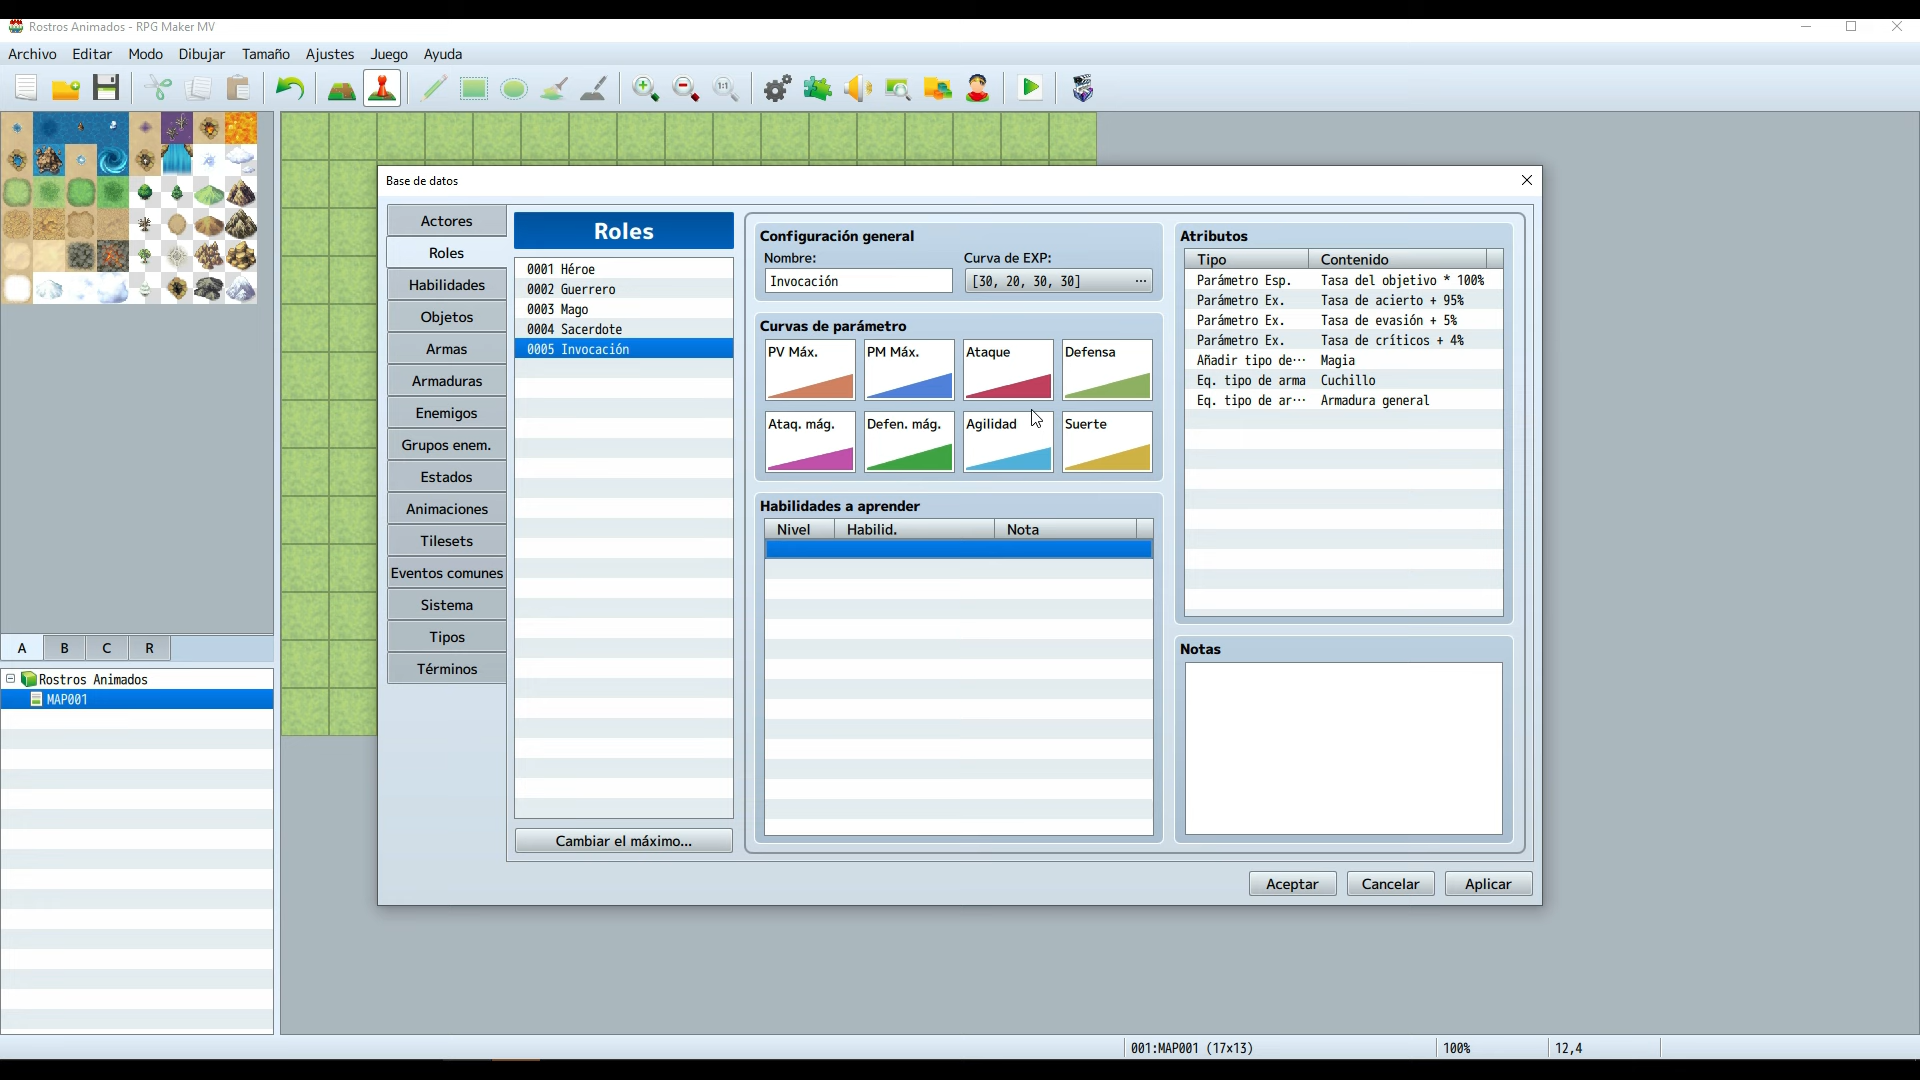 Rostros Animados - RPG Maker MV
Archivo Editar Modo Dibujar Tamaño Ajustes Juego Ayuda
1:1
Base de datos
Actores
Roles
Habilidades
Objetos
Armas
Armaduras
Enemigos
Grupos enem.
Estados
Animaciones
Tilesets
Eventos comunes
Sistema
Tipos
Términos
Roles
0001 Héroe
0002 Guerrero
0003 Mago
0004 Sacerdote
0005 Invocación
Cambiar el máximo...
Configuración general
Nombre: Curva de EXP:
Invocación [30, 20, 30, 30] ...
Curvas de parámetro
PV Máx. PM Máx. Ataque Defensa
Ataq. mág. Defen. mág. Agilidad Suerte
Habilidades a aprender
Nivel Habilid. Nota
Atributos
Tipo Contenido
Parámetro Esp. Tasa del objetivo * 100%
Parámetro Ex. Tasa de acierto + 95%
Parámetro Ex. Tasa de evasión + 5%
Parámetro Ex. Tasa de críticos + 4%
Añadir tipo de··· Magia
Eq. tipo de arma Cuchillo
Eq. tipo de ar··· Armadura general
Notas
Aceptar Cancelar Aplicar
A B C R
Rostros Animados
MAP001
001:MAP001 (17x13) 100% 12,4